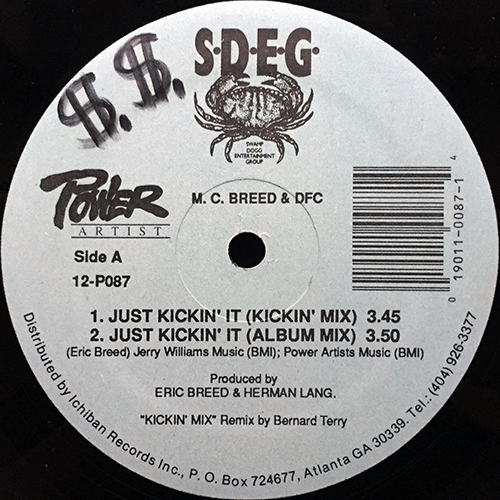 $. $.
S·D·E·G·
SWAMP
DOGG
ENTERTAINMENT
GROUP
POWER
ARTIST
M. C. BREED & DFC
Side A
12-P087
0 19011-0087-1 4
1. JUST KICKIN' IT (KICKIN' MIX) 3.45
2. JUST KICKIN' IT (ALBUM MIX) 3.50
(Eric Breed) Jerry Williams Music (BMI); Power Artists Music (BMI)
Produced by
ERIC BREED & HERMAN LANG.
"KICKIN' MIX" Remix by Bernard Terry
Distributed by Ichiban Records Inc., P. O. Box 724677, Atlanta GA 30339. Tel.: (404) 926-3377